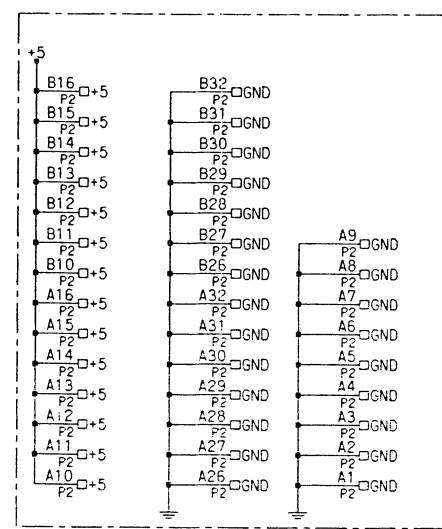 +5
B16
P2 +5
B15
P2 +5
B14
P2 +5
B13
P2 +5
B12
P2 +5
B11
P2 +5
B10
P2 +5
A16
P2 +5
A15
P2 +5
A14
P2 +5
A13
P2 +5
A12
P2 +5
A11
P2 +5
A10
P2 +5
B32
P2 GND
B31
P2 GND
B30
P2 GND
B29
P2 GND
B28
P2 GND
B27
P2 GND
B26
P2 GND
A32
P2 GND
A31
P2 GND
A30
P2 GND
A29
P2 GND
A28
P2 GND
A27
P2 GND
A26
P2 GND
A9
P2 GND
A8
P2 GND
A7
P2 GND
A6
P2 GND
A5
P2 GND
A4
P2 GND
A3
P2 GND
A2
P2 GND
A1
P2 GND